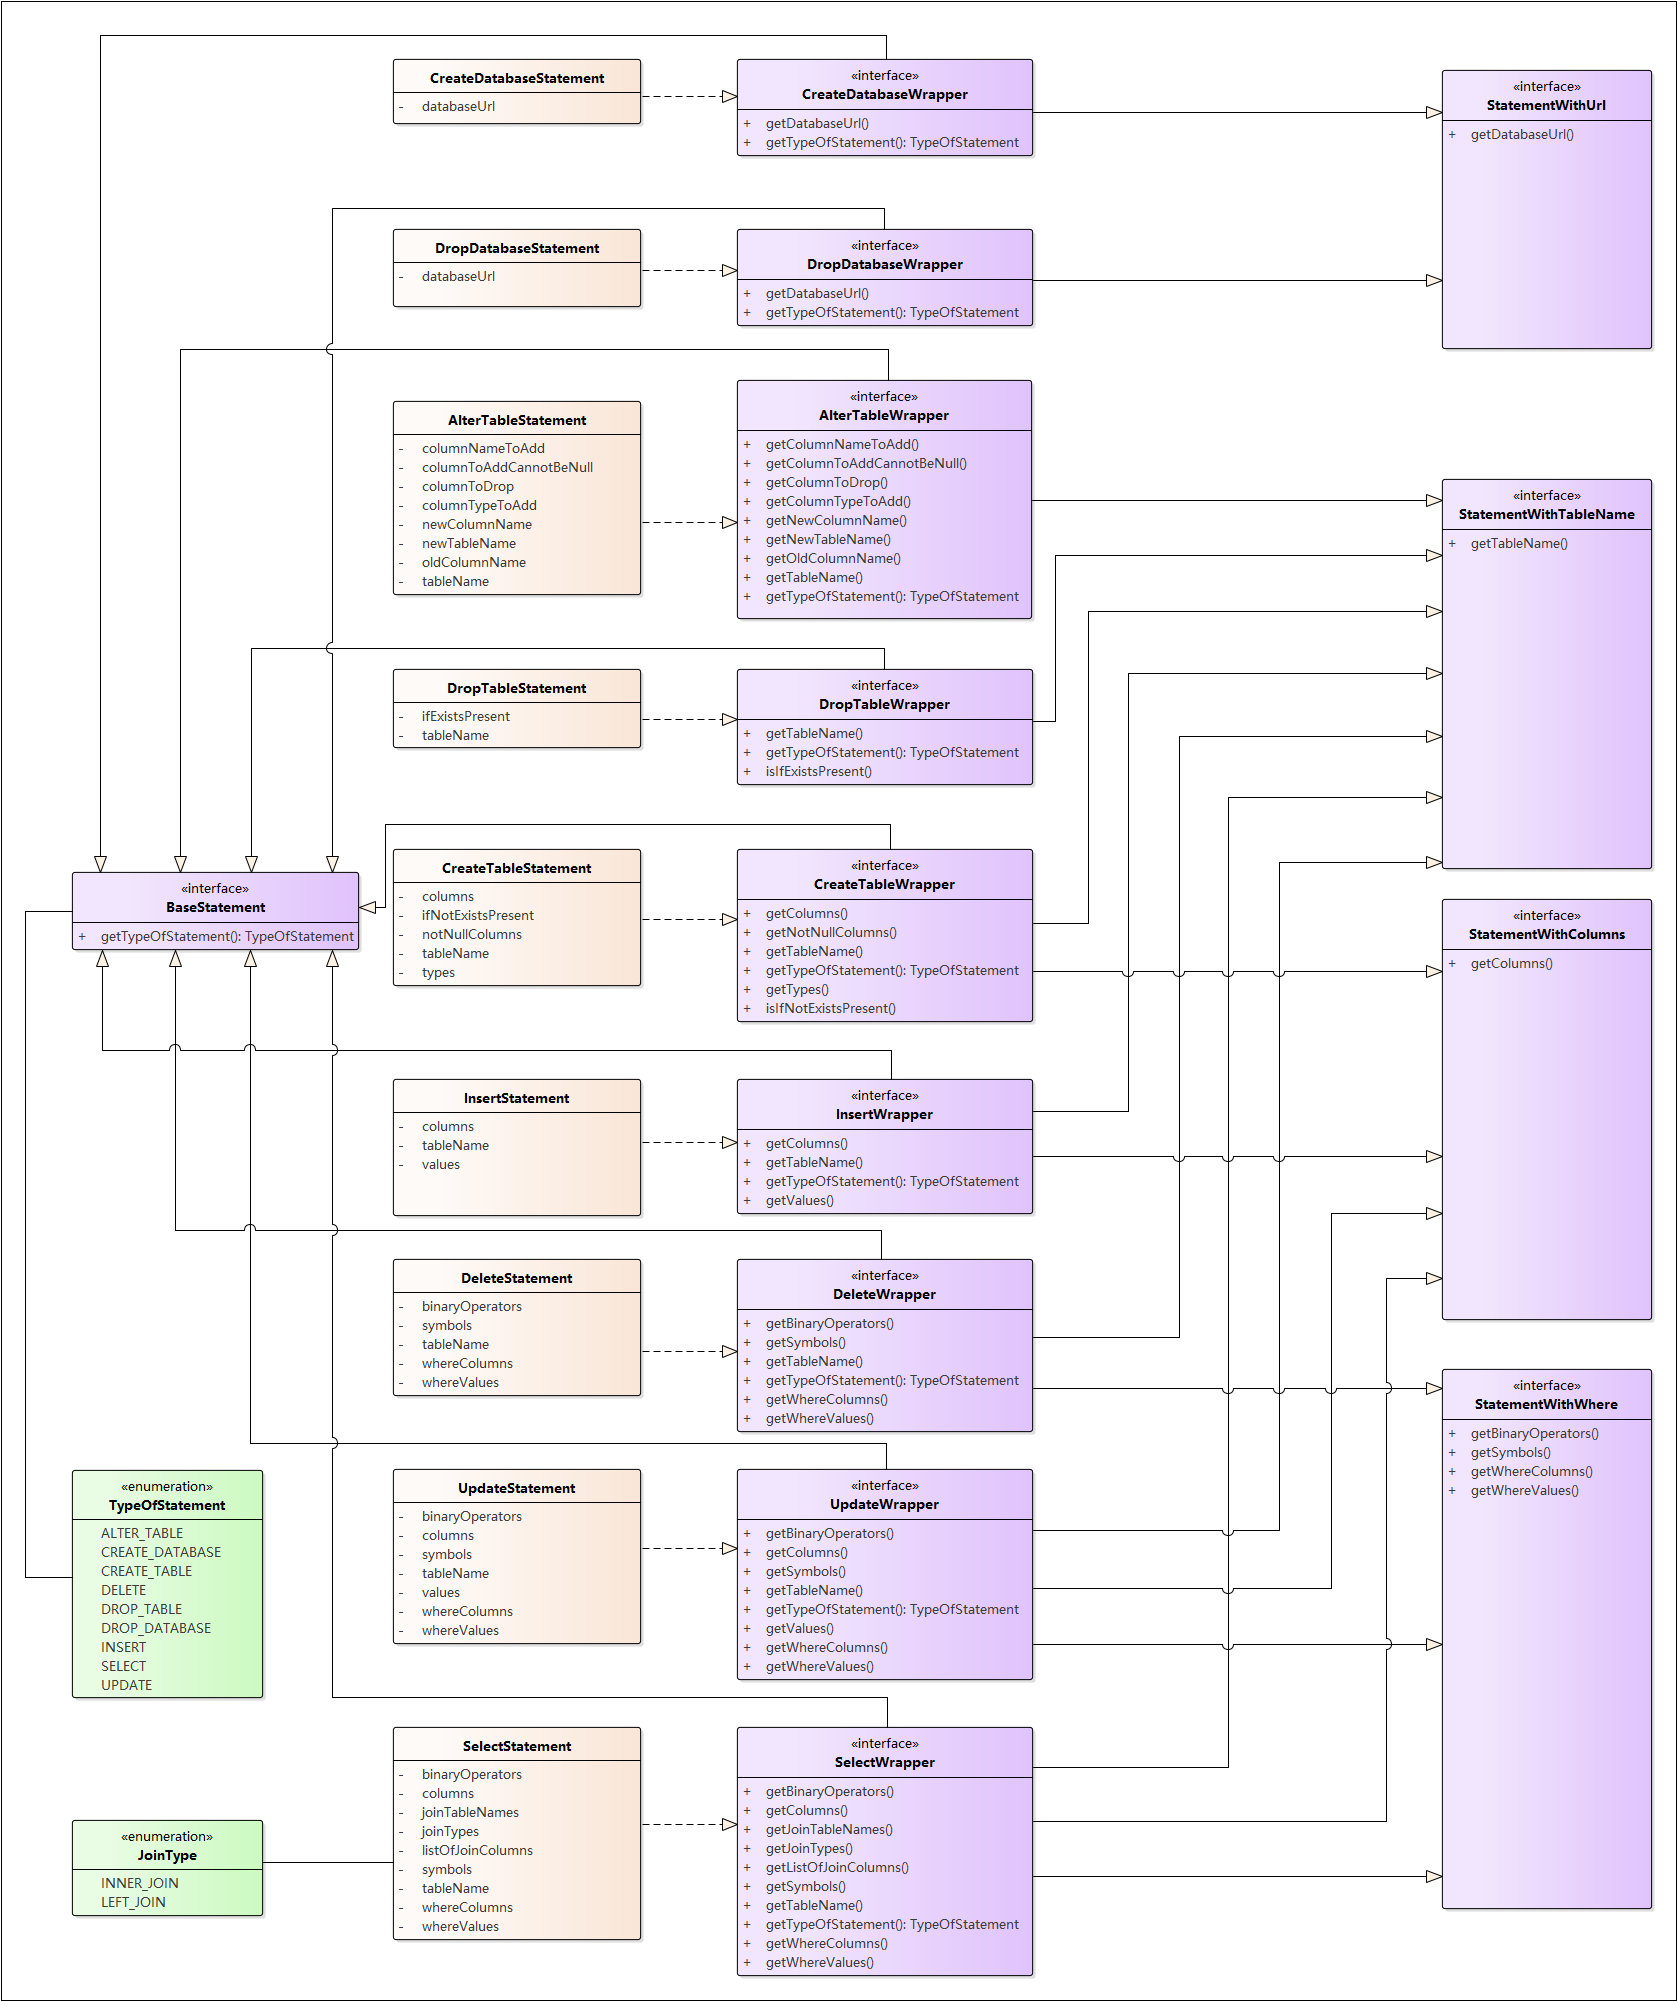 CreateDatabaseStatement
- databaseUrl
«interface»
CreateDatabaseWrapper
+ getDatabaseUrl()
+ getTypeOfStatement(): TypeOfStatement
«interface»
StatementWithUrl
+ getDatabaseUrl()
DropDatabaseStatement
- databaseUrl
«interface»
DropDatabaseWrapper
+ getDatabaseUrl()
+ getTypeOfStatement(): TypeOfStatement
AlterTableStatement
- columnNameToAdd
- columnToAddCannotBeNull
- columnToDrop
- columnTypeToAdd
- newColumnName
- newTableName
- oldColumnName
- tableName
«interface»
AlterTableWrapper
+ getColumnNameToAdd()
+ getColumnToAddCannotBeNull()
+ getColumnToDrop()
+ getColumnTypeToAdd()
+ getNewColumnName()
+ getNewTableName()
+ getOldColumnName()
+ getTableName()
+ getTypeOfStatement(): TypeOfStatement
«interface»
StatementWithTableName
+ getTableName()
DropTableStatement
- ifExistsPresent
- tableName
«interface»
DropTableWrapper
+ getTableName()
+ getTypeOfStatement(): TypeOfStatement
+ isIfExistsPresent()
«interface»
BaseStatement
+ getTypeOfStatement(): TypeOfStatement
CreateTableStatement
- columns
- ifNotExistsPresent
- notNullColumns
- tableName
- types
«interface»
CreateTableWrapper
+ getColumns()
+ getNotNullColumns()
+ getTableName()
+ getTypeOfStatement(): TypeOfStatement
+ getTypes()
+ isIfNotExistsPresent()
«interface»
StatementWithColumns
+ getColumns()
InsertStatement
- columns
- tableName
- values
«interface»
InsertWrapper
+ getColumns()
+ getTableName()
+ getTypeOfStatement(): TypeOfStatement
+ getValues()
DeleteStatement
- binaryOperators
- symbols
- tableName
- whereColumns
- whereValues
«interface»
DeleteWrapper
+ getBinaryOperators()
+ getSymbols()
+ getTableName()
+ getTypeOfStatement(): TypeOfStatement
+ getWhereColumns()
+ getWhereValues()
«interface»
StatementWithWhere
+ getBinaryOperators()
+ getSymbols()
+ getWhereColumns()
+ getWhereValues()
«enumeration»
TypeOfStatement
ALTER_TABLE
CREATE_DATABASE
CREATE_TABLE
DELETE
DROP_TABLE
DROP_DATABASE
INSERT
SELECT
UPDATE
UpdateStatement
- binaryOperators
- columns
- symbols
- tableName
- values
- whereColumns
- whereValues
«interface»
UpdateWrapper
+ getBinaryOperators()
+ getColumns()
+ getSymbols()
+ getTableName()
+ getTypeOfStatement(): TypeOfStatement
+ getValues()
+ getWhereColumns()
+ getWhereValues()
«enumeration»
JoinType
INNER_JOIN
LEFT_JOIN
SelectStatement
- binaryOperators
- columns
- joinTableNames
- joinTypes
- listOfJoinColumns
- symbols
- tableName
- whereColumns
- whereValues
«interface»
SelectWrapper
+ getBinaryOperators()
+ getColumns()
+ getJoinTableNames()
+ getJoinTypes()
+ getListOfJoinColumns()
+ getSymbols()
+ getTableName()
+ getTypeOfStatement(): TypeOfStatement
+ getWhereColumns()
+ getWhereValues()